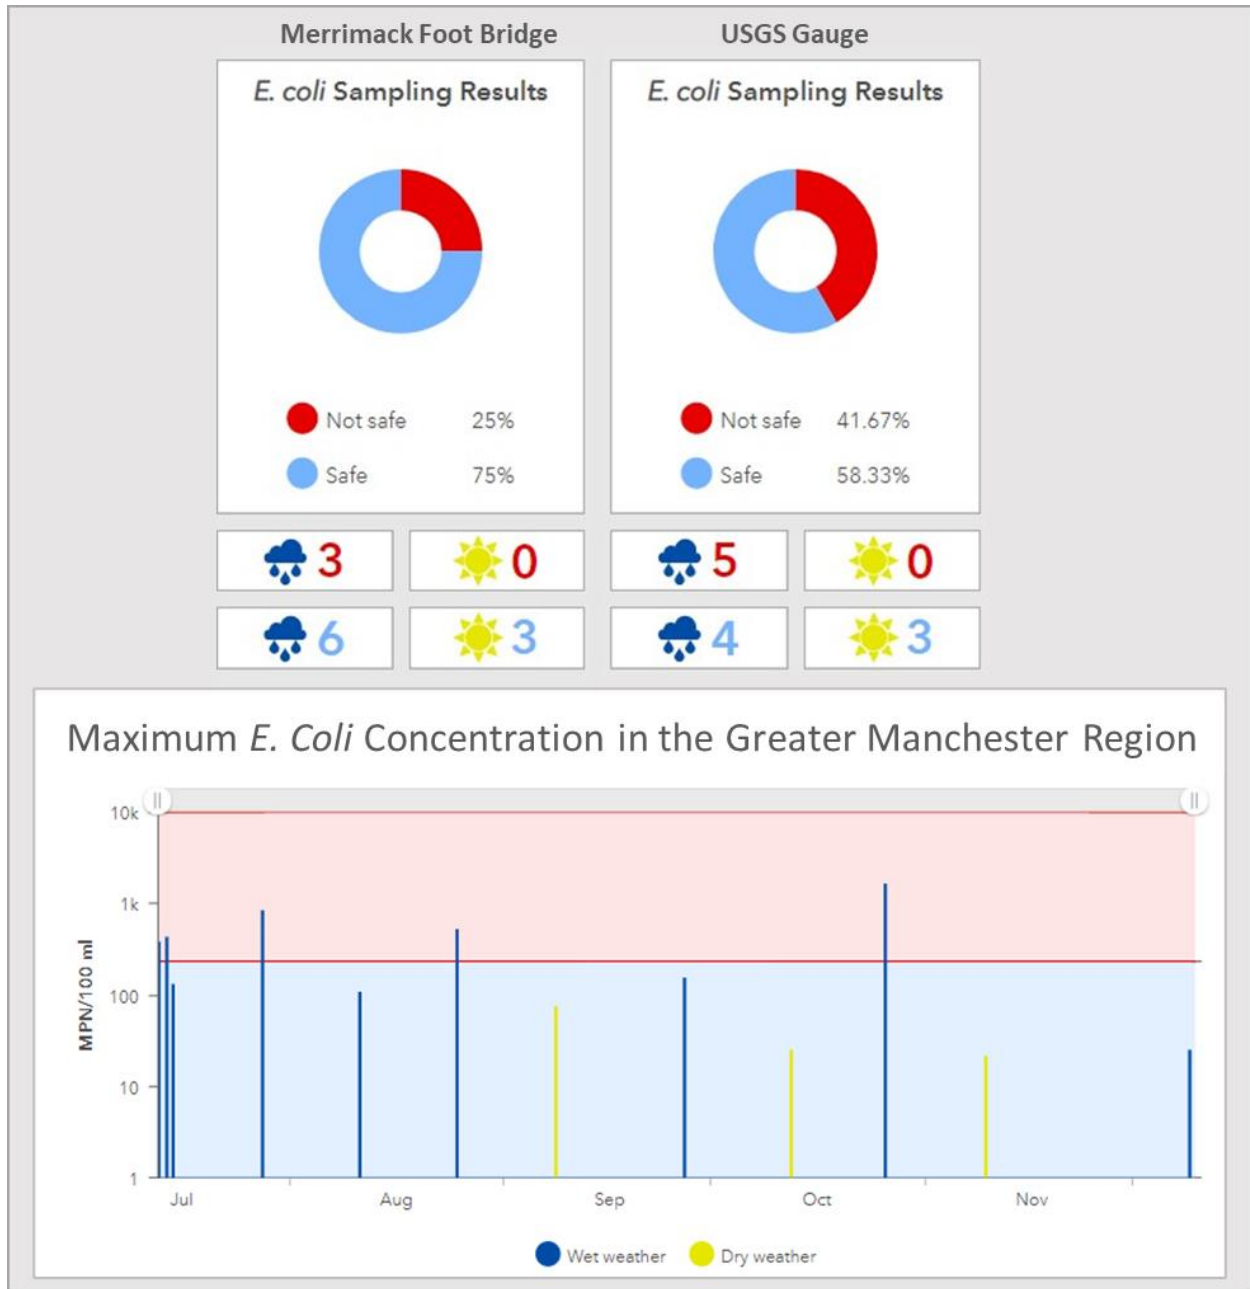 Merrimack Foot Bridge
USGS Gauge
E. coli Sampling Results
E. coli Sampling Results
Not safe 25%
Safe 75%
Not safe 41.67%
Safe 58.33%
3
0
5
0
6
3
4
3
Maximum E. Coli Concentration in the Greater Manchester Region
10k
1k
100
10
1
MPN/100 ml
Jul
Aug
Sep
Oct
Nov
Wet weather
Dry weather